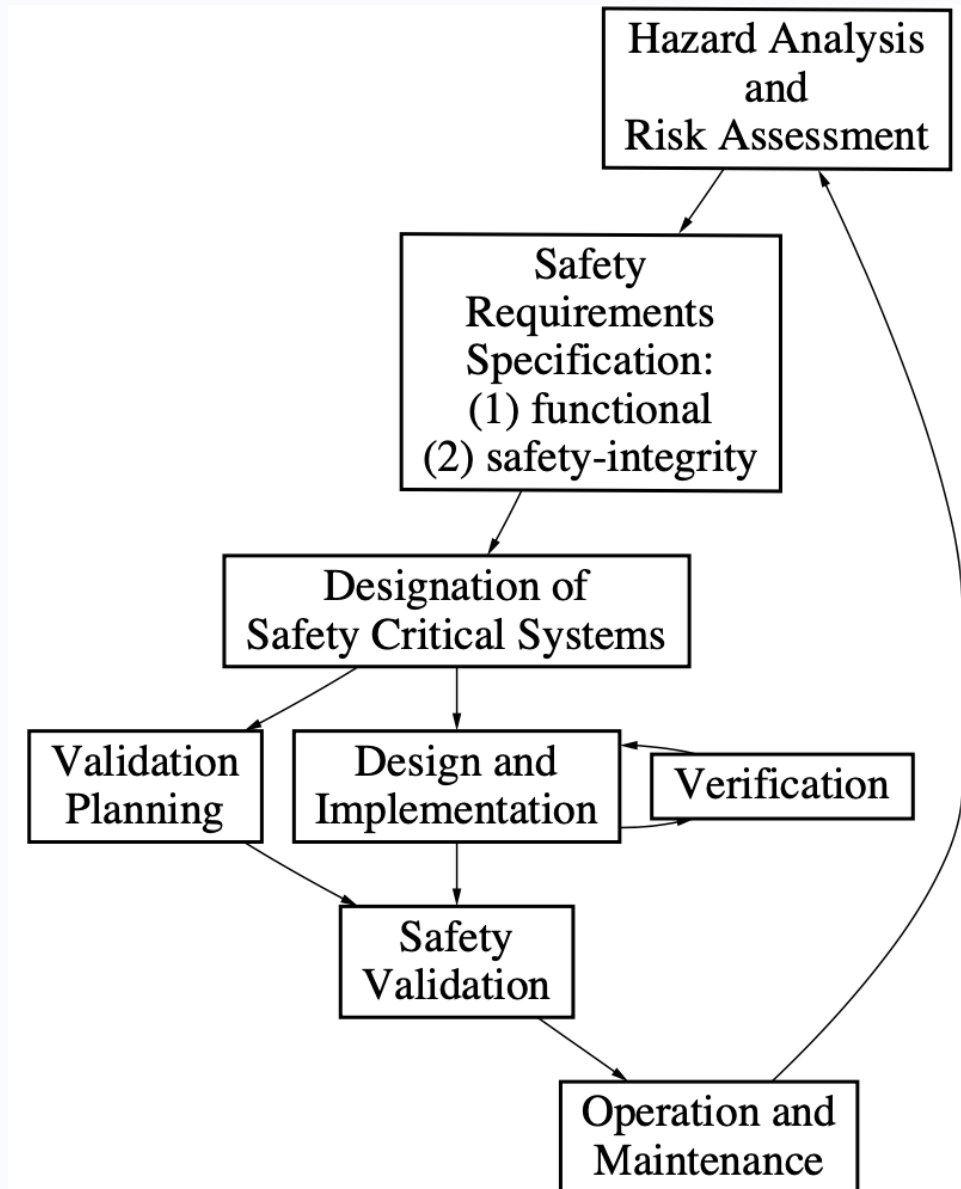 Hazard Analysis
and
Risk Assessment
Safety
Requirements
Specification:
(1) functional
(2) safety-integrity
Designation of
Safety Critical Systems
Validation
Planning
Design and
Implementation
Verification
Safety
Validation
Operation and
Maintenance